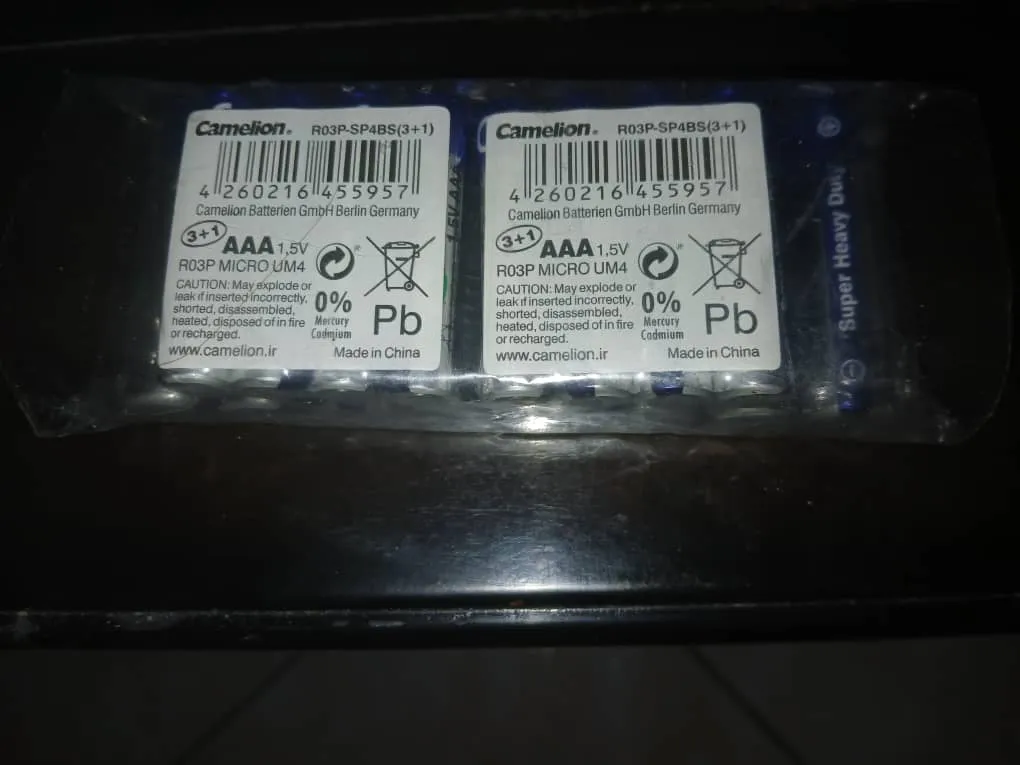 Camelion® R03P-SP4BS(3+1)
4 260216 455957
Camelion Batterien GmbH Berlin Germany
3+1
AAA 1,5V
R03P MICRO UM4
CAUTION: May explode or
leak if inserted incorrectly,
shorted, disassembled,
heated, disposed of in fire
or recharged.
0%
Mercury
Cadmium
Pb
www.camelion.ir Made in China
Camelion® R03P-SP4BS(3+1)
4 260216 455957
Camelion Batterien GmbH Berlin Germany
3+1
AAA 1,5V
R03P MICRO UM4
CAUTION: May explode or
leak if inserted incorrectly,
shorted, disassembled,
heated, disposed of in fire
or recharged.
0%
Mercury
Cadmium
Pb
www.camelion.ir Made in China
1,5V AAA
Super Heavy Duty